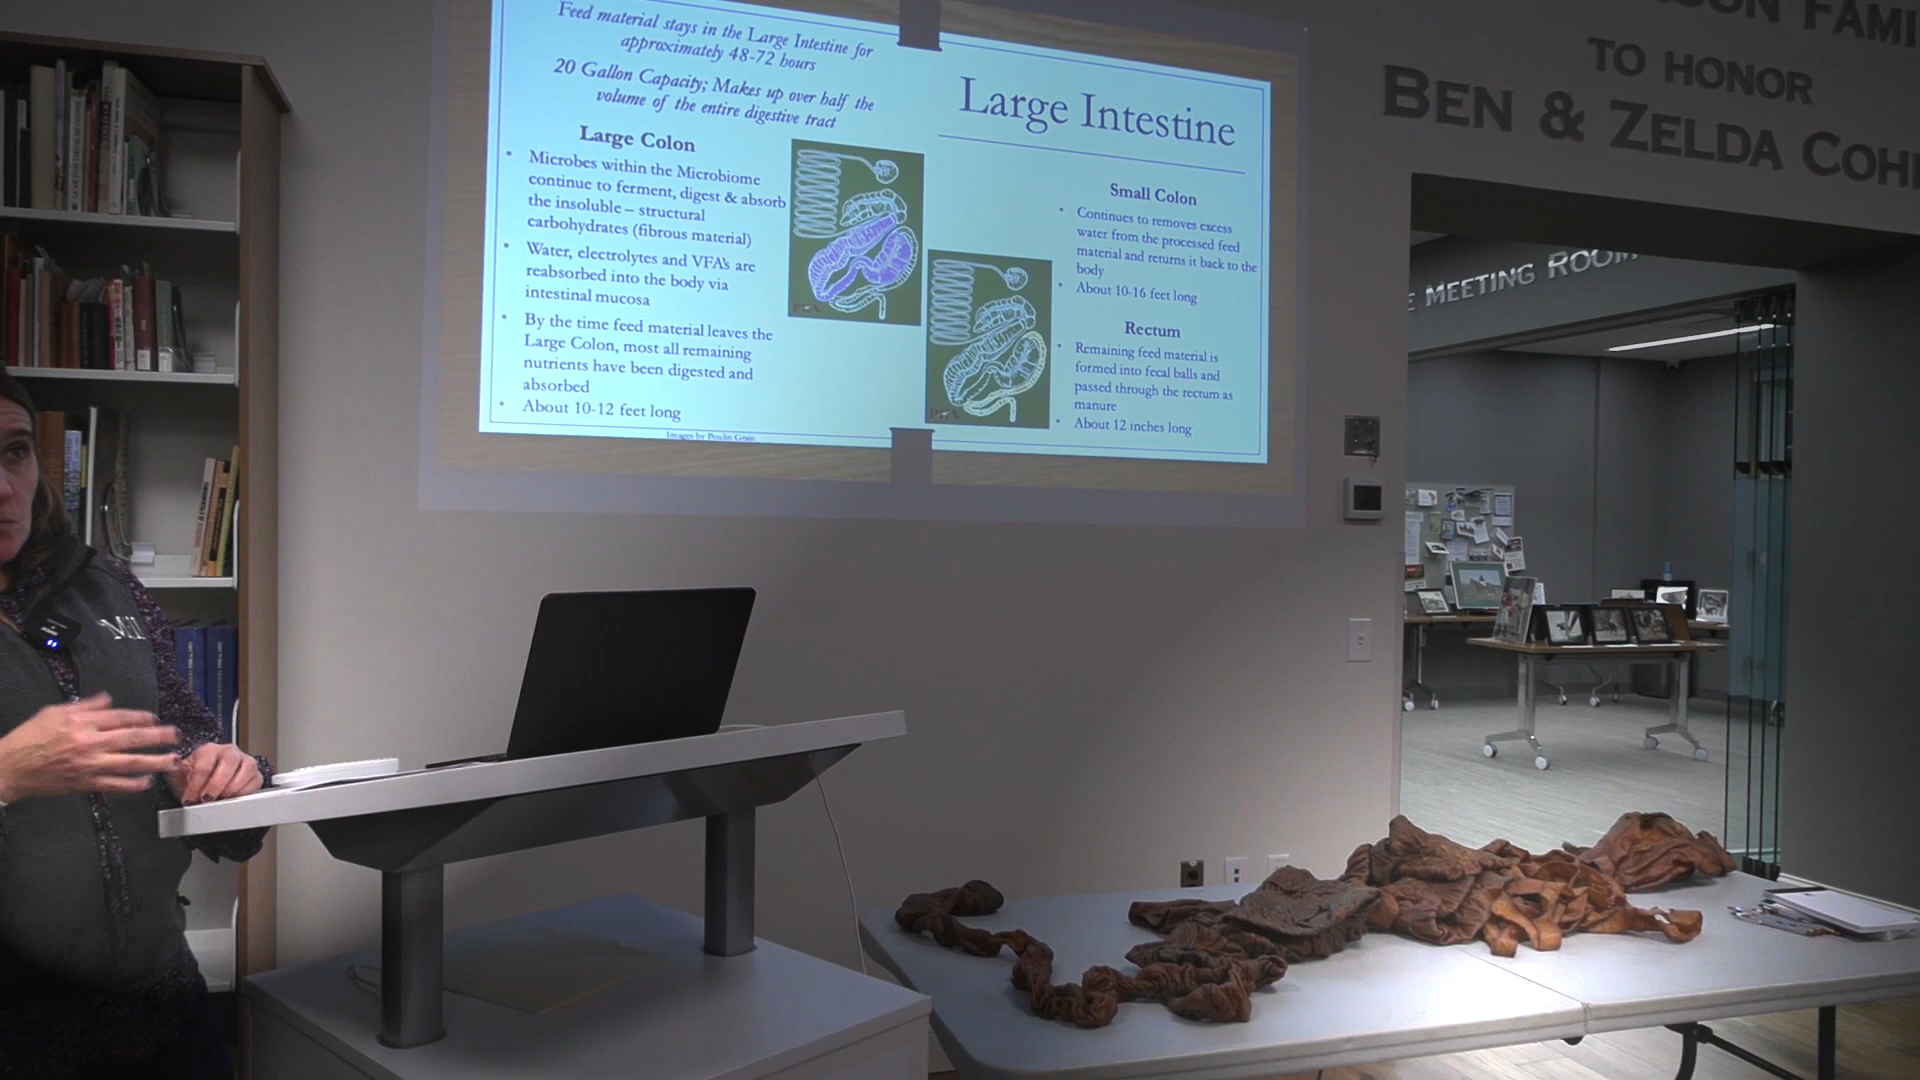 Feed material stays in the Large Intestine for
approximately 48-72 hours
20 Gallon Capacity; Makes up over half the
volume of the entire digestive tract
Large Colon
• Microbes within the Microbiome
continue to ferment, digest & absorb
the insoluble – structural
carbohydrates (fibrous material)
• Water, electrolytes and VFA's are
reabsorbed into the body via
intestinal mucosa
• By the time feed material leaves the
Large Colon, most all remaining
nutrients have been digested and
absorbed
• About 10-12 feet long
Images by Poulin Grain
Large Intestine
Small Colon
• Continues to removes excess
water from the processed feed
material and returns it back to the
body
• About 10-16 feet long
Rectum
• Remaining feed material is
formed into fecal balls and
passed through the rectum as
manure
• About 12 inches long
TO HONOR
BEN & ZELDA
MEETING ROOM